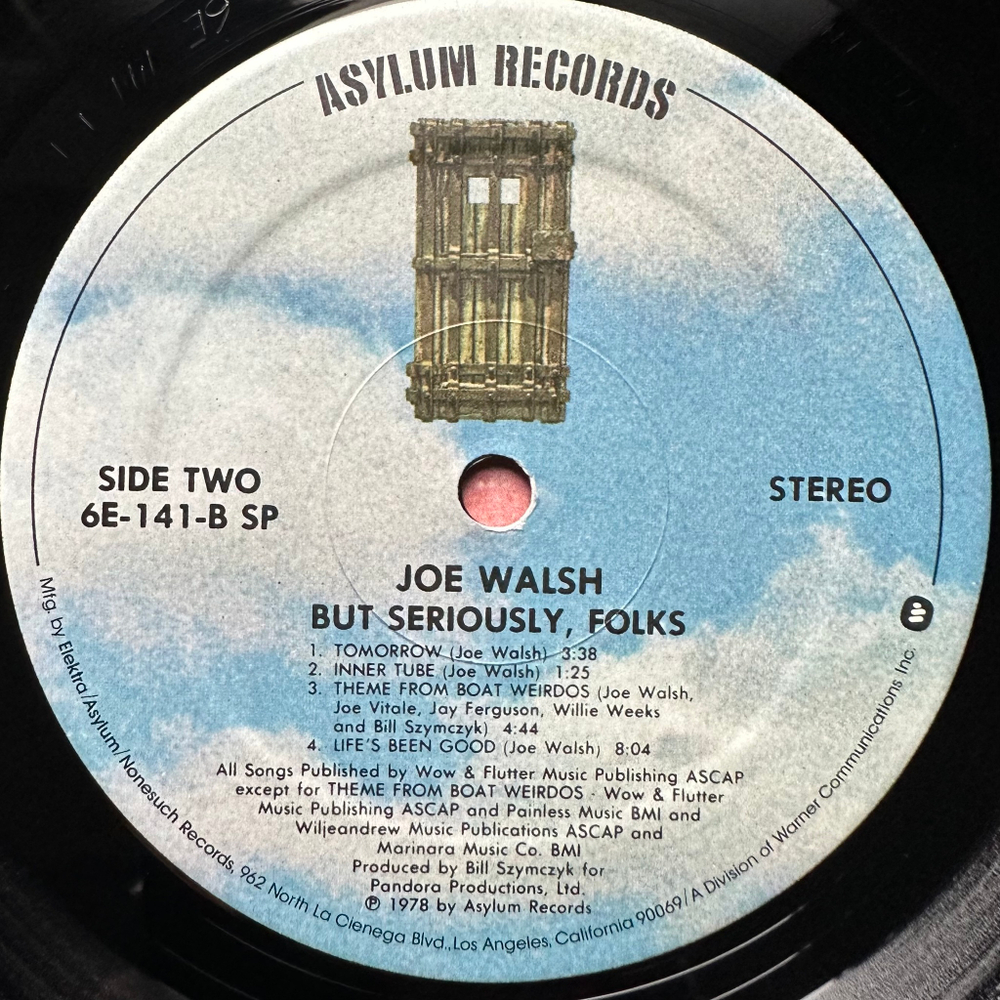 ASYLUM RECORDS
SIDE TWO
6E-141-B SP
STEREO
JOE WALSH
BUT SERIOUSLY, FOLKS
1. TOMORROW (Joe Walsh) 3:38
2. INNER TUBE (Joe Walsh) 1:25
3. THEME FROM BOAT WEIRDOS (Joe Walsh,
Joe Vitale, Jay Ferguson, Willie Weeks
and Bill Szymczyk) 4:44
4. LIFE'S BEEN GOOD (Joe Walsh) 8:04
All Songs Published by Wow & Flutter Music Publishing ASCAP
except for THEME FROM BOAT WEIRDOS - Wow & Flutter
Music Publishing ASCAP and Painless Music BMI and
Wiljeandrew Music Publications ASCAP and
Marinara Music Co. BMI
Produced by Bill Szymczyk for
Pandora Productions, Ltd.
℗ 1978 by Asylum Records
Mfg. by Elektra/Asylum/Nonesuch Records, 962 North La Cienega Blvd., Los Angeles, California 90069/A Division of Warner Communications Inc.